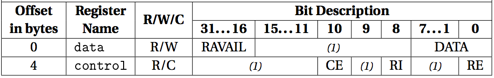 Offset in bytes Register Name R/W/C Bit Description
31...16 15...11 10 9 8 7...1 0
0 data R/W RAVAIL (1) DATA
4 control R/C (1) CE (1) RI (1) RE